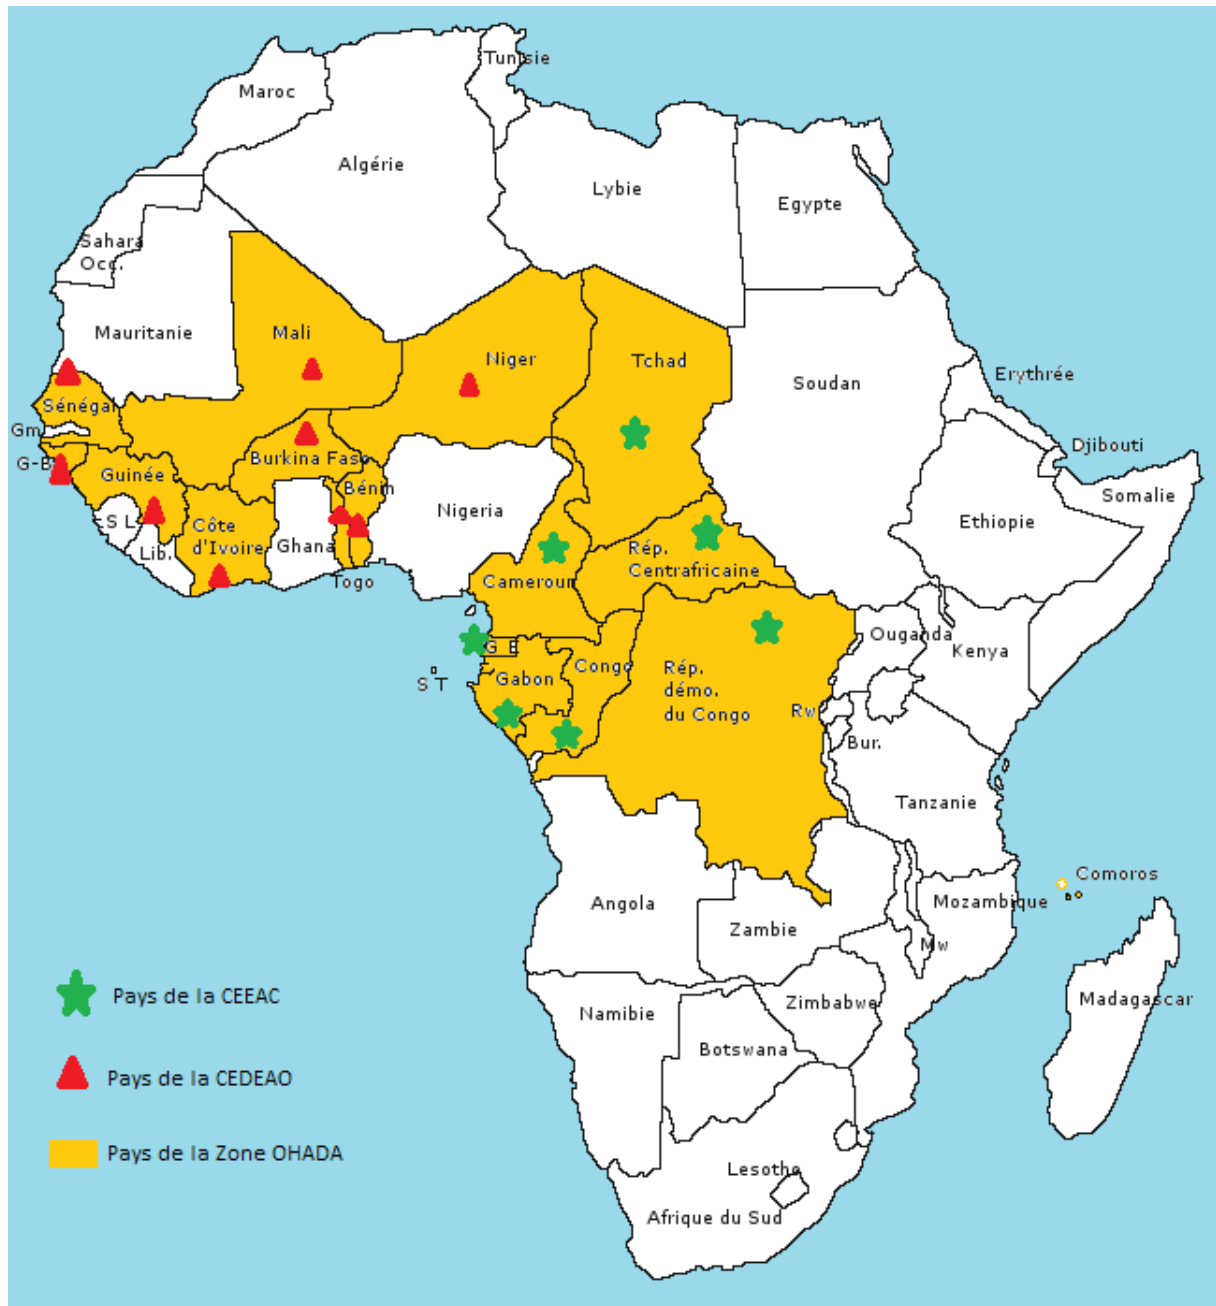 Tunisie
Maroc
Algérie
Lybie
Egypte
Sahara
Occ.
Mauritanie
Mali
Niger
Tchad
Soudan
Erythrée
Sénégal
Gm
Djibouti
G-B
Guinée
Burkina Faso
Bénin
Somalie
Nigeria
S L
Côte
d'Ivoire
Ghana
Lib.
Togo
Ethiopie
Rép.
Centrafricaine
Cameroun
Ouganda
Kenya
G E
Congo
Gabon
S T
Rép.
démo.
du Congo
Rw
Bur.
Tanzanie
Comoros
Angola
Mozambique
Zambie
Mw
Madagascar
Zimbabwe
Namibie
Botswana
Lesotho
Afrique du Sud
Pays de la CEEAC
Pays de la CEDEAO
Pays de la Zone OHADA